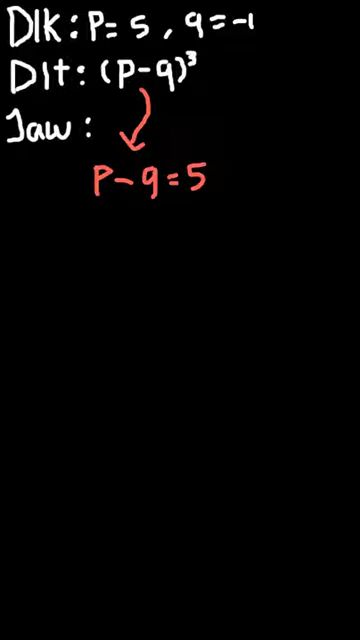 Dik: P= 5 , q = -1
Dit: (P-q)³
Jaw :
P - q = 5